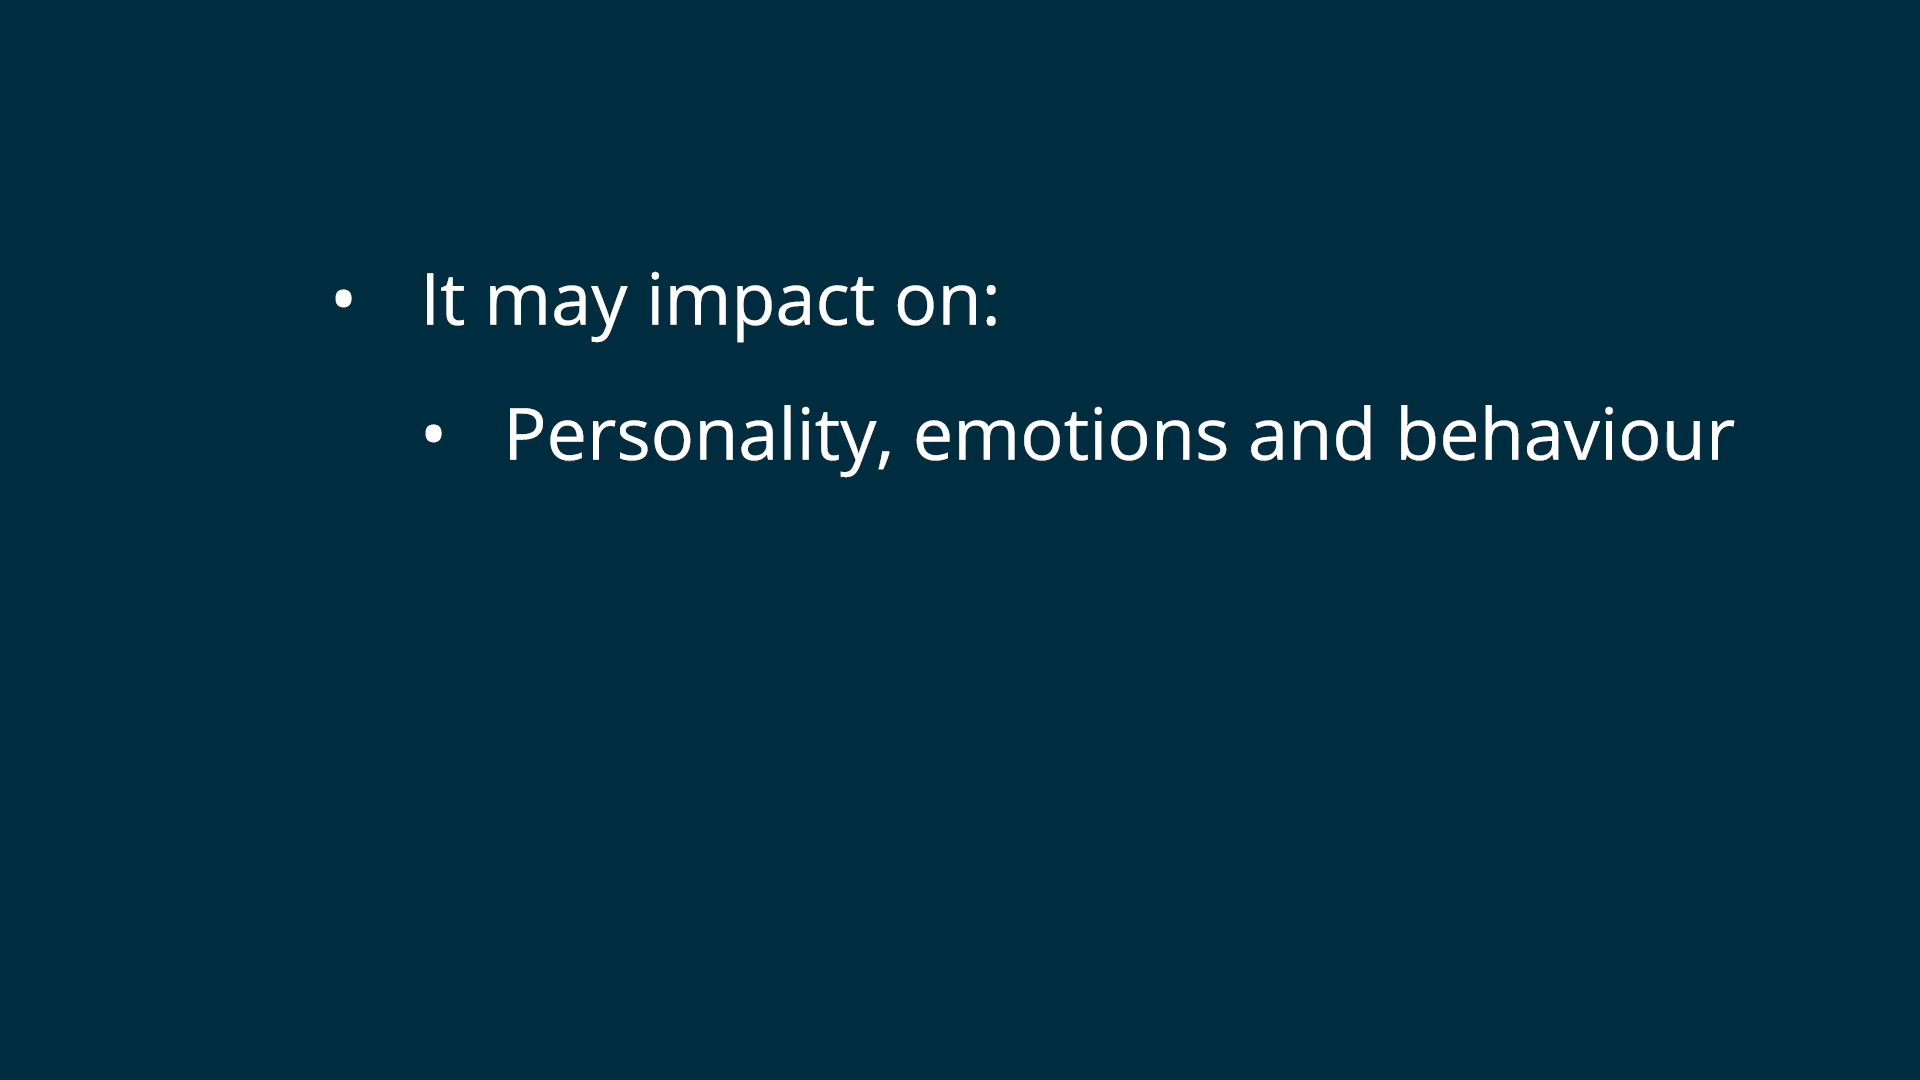 • It may impact on:
• Personality, emotions and behaviour